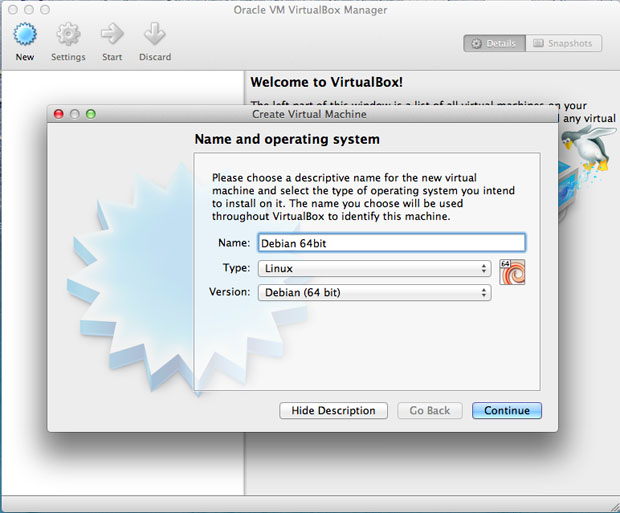 Oracle VM VirtualBox Manager
New Settings Start Discard
Details Snapshots
Welcome to VirtualBox!
The left part of this window is a list of all virtual machines on your
any virtual
Create Virtual Machine
Name and operating system
Please choose a descriptive name for the new virtual
machine and select the type of operating system you intend
to install on it. The name you choose will be used
throughout VirtualBox to identify this machine.
Name: Debian 64bit
Type: Linux
64
Version: Debian (64 bit)
Hide Description Go Back Continue